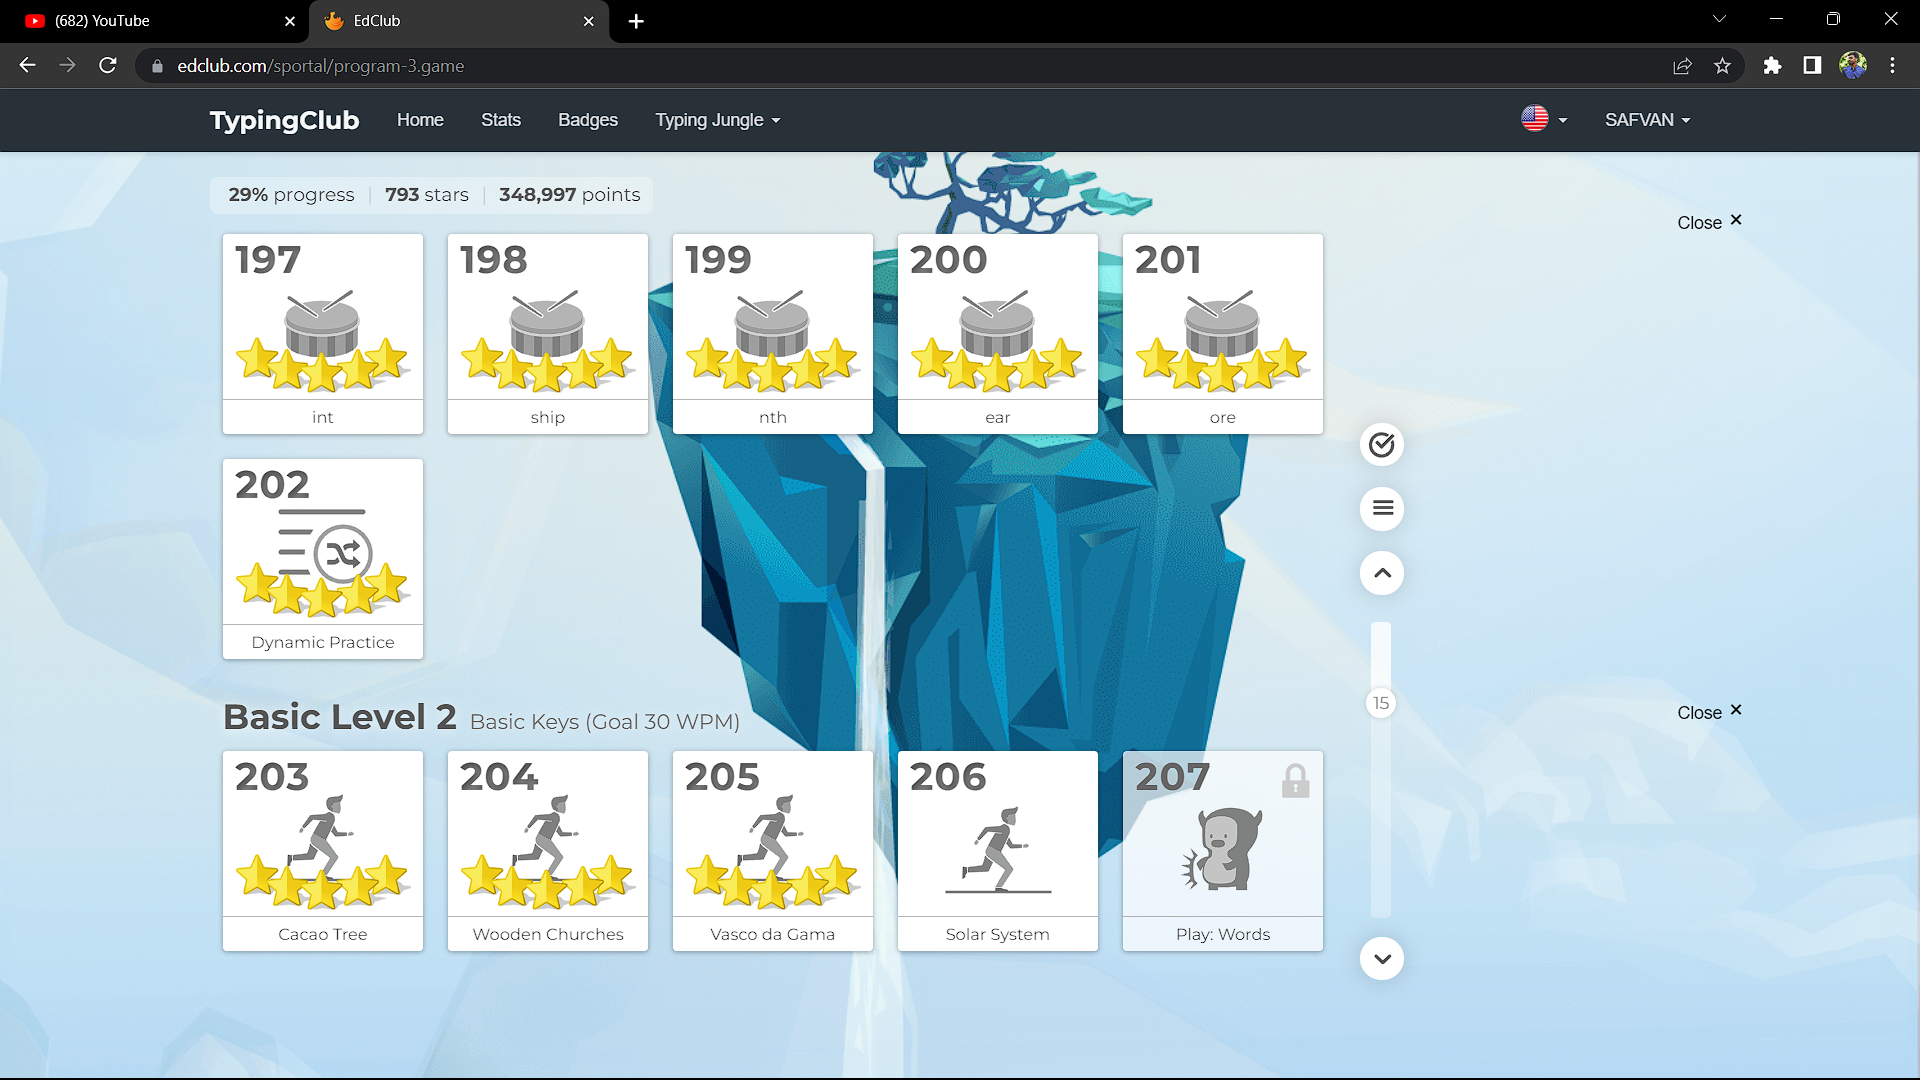 (682) YouTube
EdClub
edclub.com/sportal/program-3.game
TypingClub Home Stats Badges Typing Jungle SAFVAN
29% progress 793 stars 348,997 points
Close
197 198 199 200 201
int ship nth ear ore
202
Dynamic Practice
15
Basic Level 2 Basic Keys (Goal 30 WPM)
Close
203 204 205 206 207
Cacao Tree Wooden Churches Vasco da Gama Solar System Play: Words